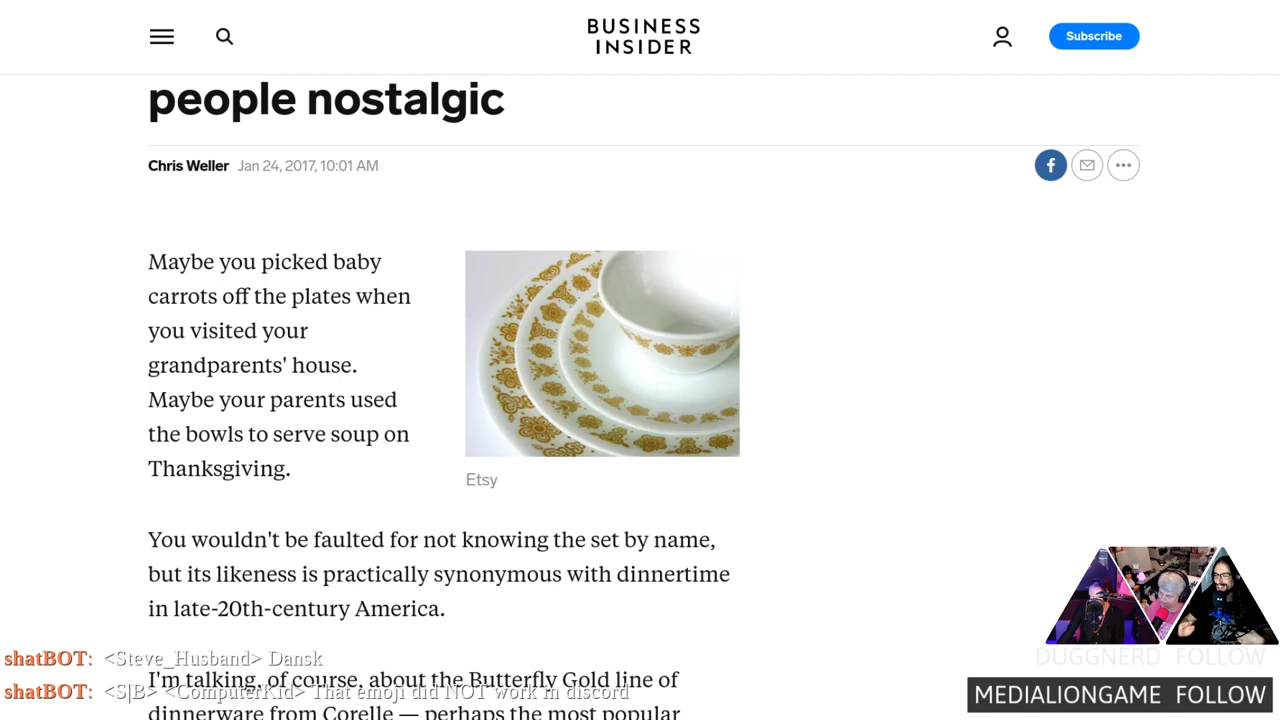 BUSINESS
INSIDER
Subscribe
people nostalgic
Chris Weller Jan 24, 2017, 10:01 AM
Maybe you picked baby
carrots off the plates when
you visited your
grandparents' house.
Maybe your parents used
the bowls to serve soup on
Thanksgiving.
Etsy
You wouldn't be faulted for not knowing the set by name,
but its likeness is practically synonymous with dinnertime
in late-20th-century America.
shatBOT: <Steve_Husband> Dansk
I'm talking, of course, about the Butterfly Gold line of
shatBOT: <S|B> <ComputerKid> That emoji did NOT work in discord
dinnerware from Corelle — perhaps the most popular
DUGGNERD FOLLOW
MEDIALIONGAME FOLLOW